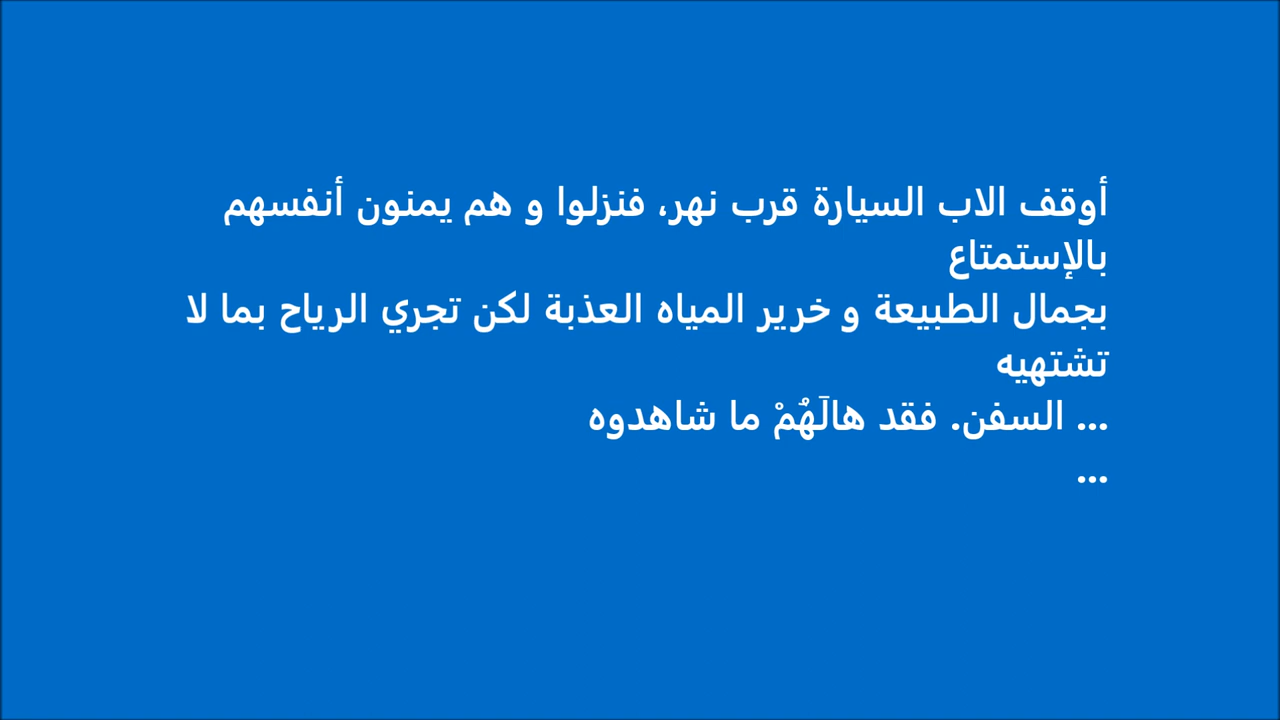 أوقف الاب السيارة قرب نهر، فنزلوا و هم يمنون أنفسهم
بالإستمتاع
بجمال الطبيعة و خرير المياه العذبة لكن تجري الرياح بما لا
تشتهيه
... السفن. فقد هالَهُمْ ما شاهدوه
...